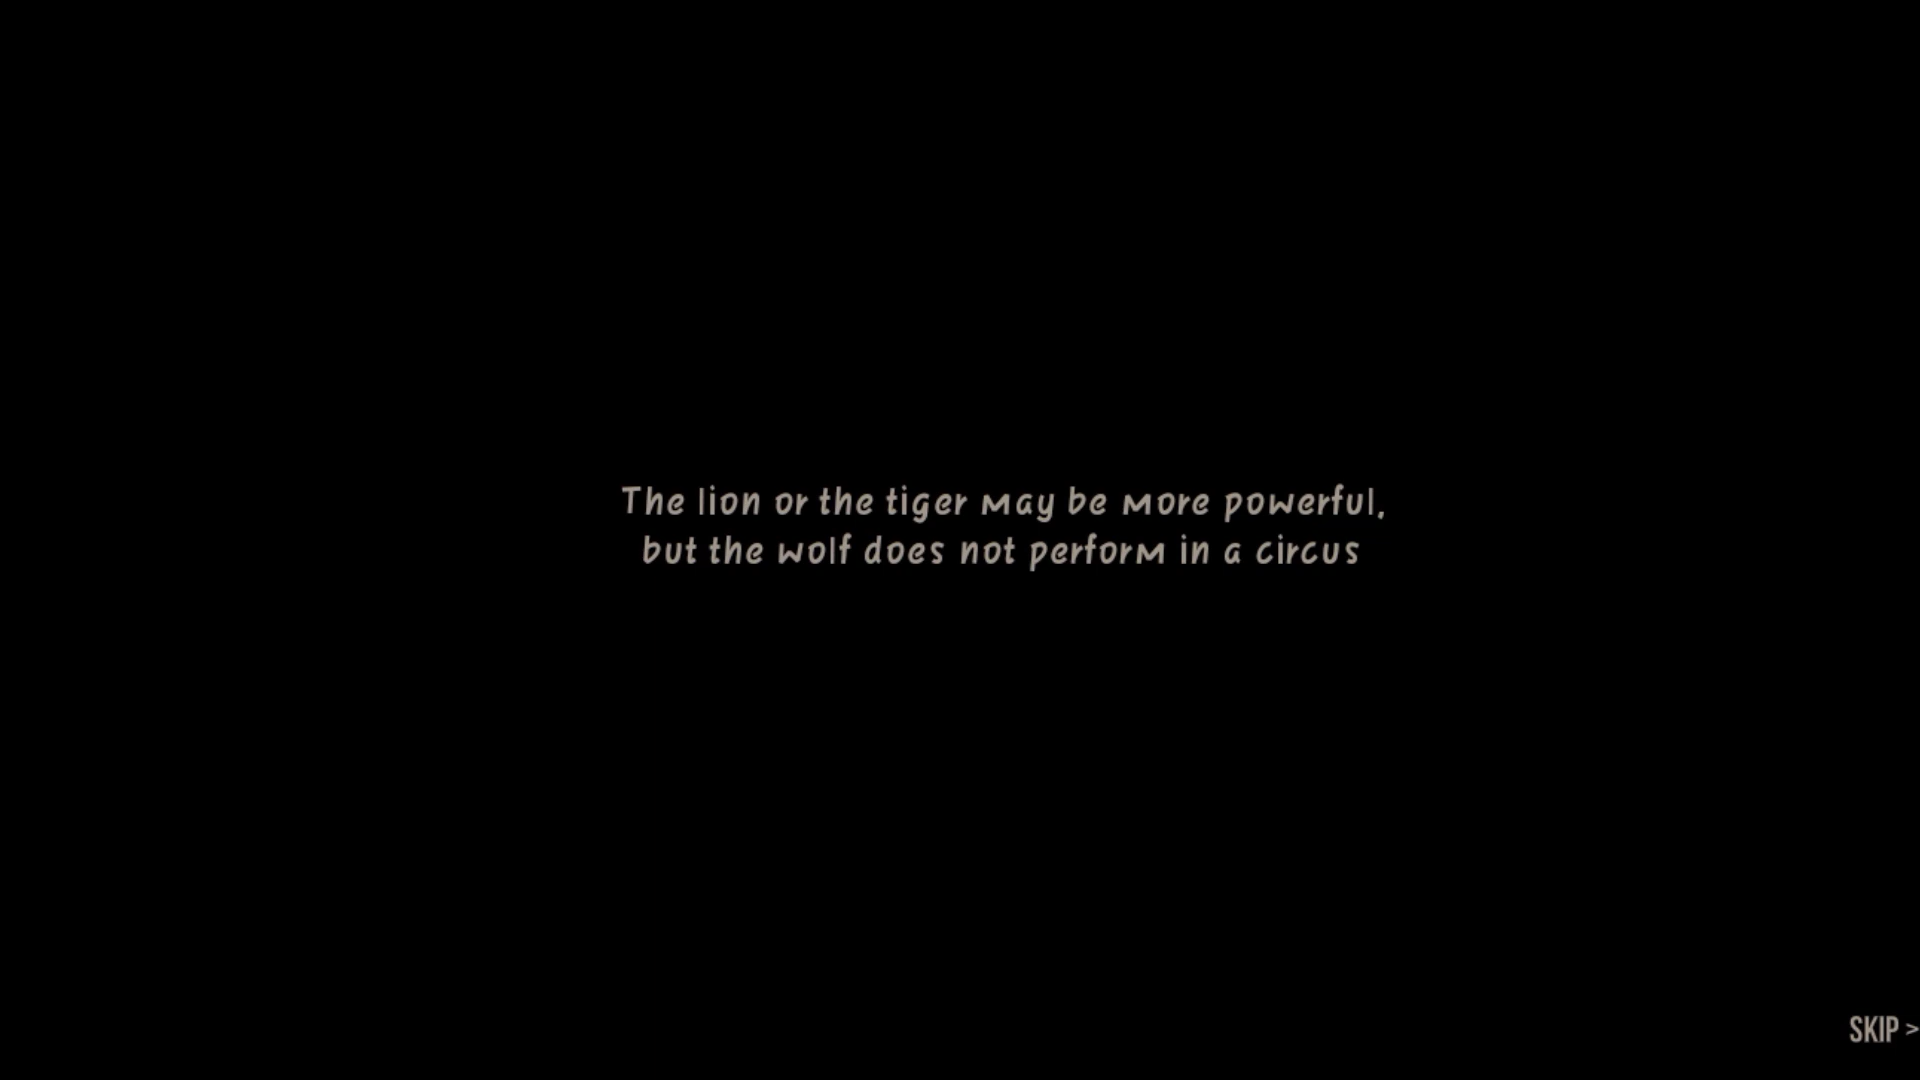 The lion or the tiger may be more powerful,
but the wolf does not perform in a circus
SKIP >